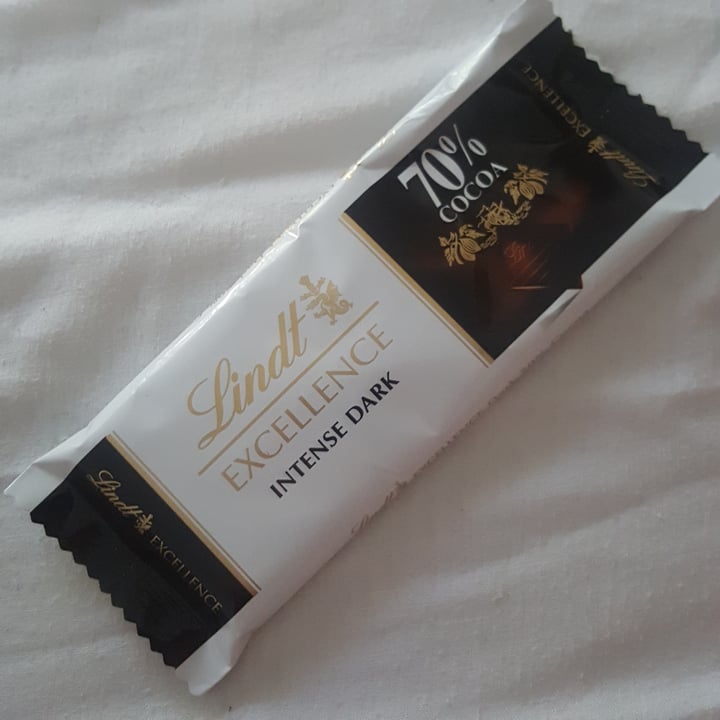 Lindt EXCELLENCE
70%
COCOA
Lindt
EXCELLENCE
INTENSE DARK
Lindt EXCELLENCE